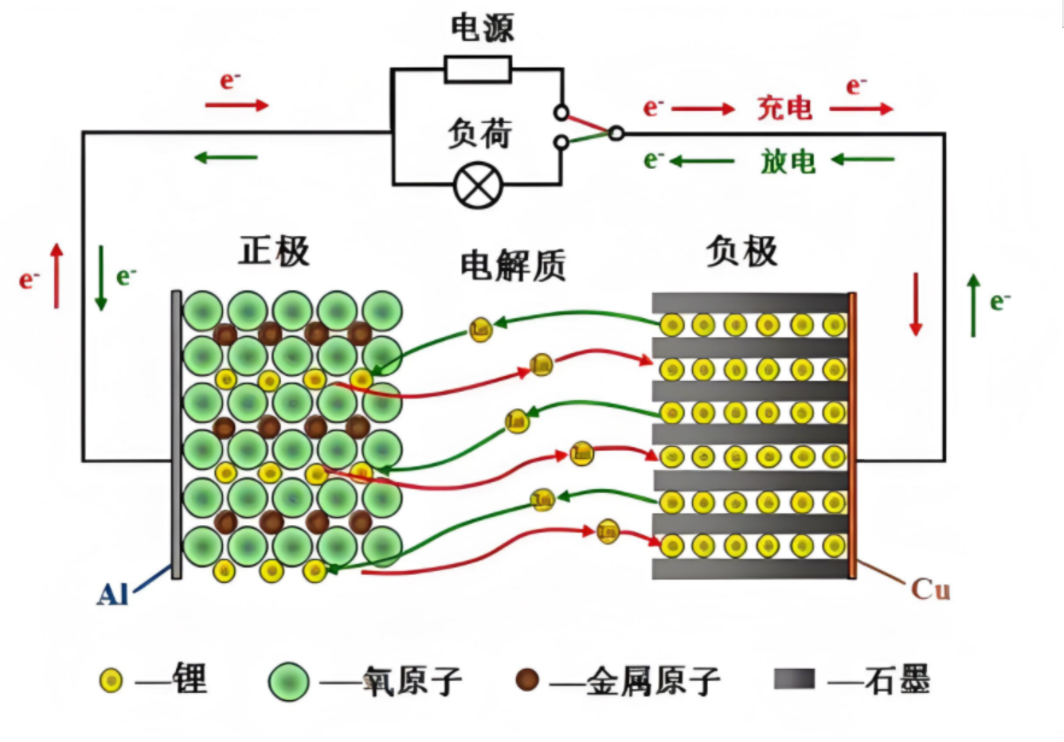 电源
e-
e-
e-
充电
负荷
e-
放电
正极
电解质
负极
e-
e-
e-
Al
Cu
—锂
—氧原子
—金属原子
—石墨